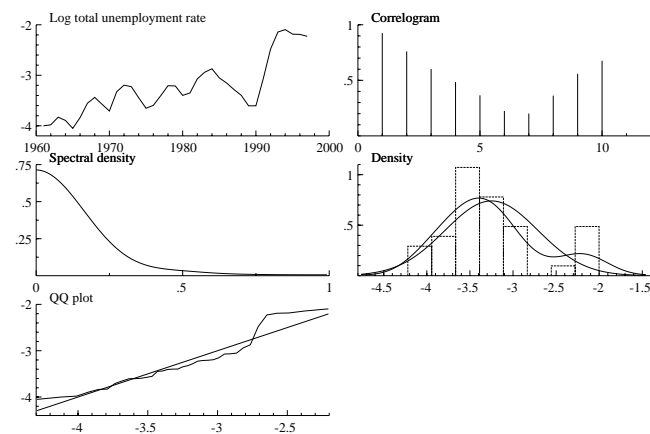 Log total unemployment rate
-2
-3
-4
1960 1970 1980 1990 2000
Correlogram
1
.5
0 5 10
Spectral density
.75
.5
.25
0 .5 1
Density
1
.5
-4.5 -4 -3.5 -3 -2.5 -2 -1.5
QQ plot
-2
-3
-4
-4 -3.5 -3 -2.5